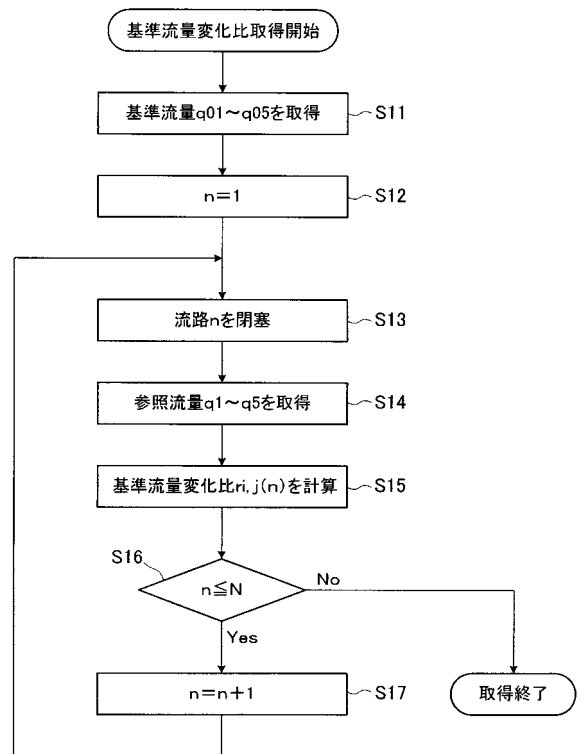 基準流量変化比取得開始
基準流量q01～q05を取得
S11
n＝1
S12
流路nを閉塞
S13
参照流量q1～q5を取得
S14
基準流量変化比ri,j(n)を計算
S15
S16
n≦N
No
Yes
n＝n+1
S17
取得終了